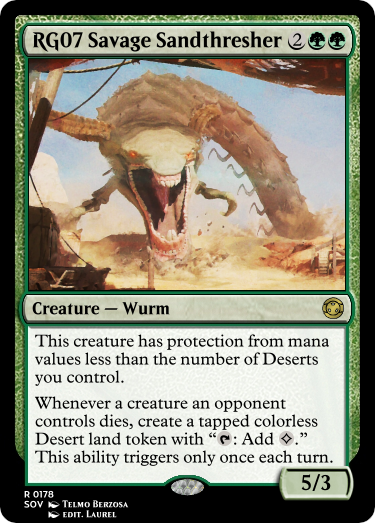 RG07 Savage Sandthresher 2
Creature — Wurm
This creature has protection from mana
values less than the number of Deserts
you control.
Whenever a creature an opponent
controls dies, create a tapped colorless
Desert land token with “: Add .”
This ability triggers only once each turn.
5/3
R 0178
SOV Telmo Berzosa
edit. Laurel